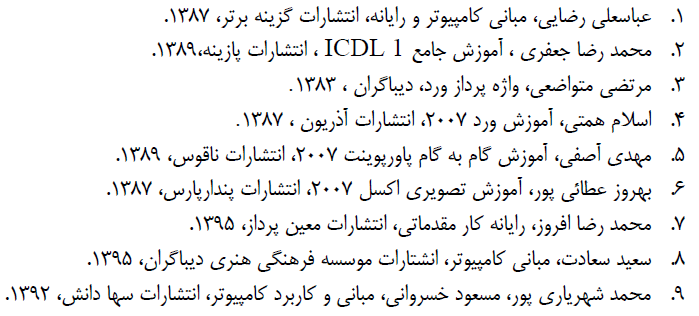 ۱. عباسعلی رضایی، مبانی کامپیوتر و رایانه، انتشارات گزینه برتر، ۱۳۸۷.
۲. محمد رضا جعفری ، آموزش جامع ICDL 1 ، انتشارات پازینه،۱۳۸۹.
۳. مرتضی متواضعی، واژه پرداز ورد، دیباگران ، ۱۳۸۳.
۴. اسلام همتی، آموزش ورد ۲۰۰۷، انتشارات آذریون ، ۱۳۸۷.
۵. مهدی آصفی، آموزش گام به گام پاورپوینت ۲۰۰۷، انتشارات ناقوس، ۱۳۸۹.
۶. بهروز عطائی پور، آموزش تصویری اکسل ۲۰۰۷، انتشارات پندارپارس، ۱۳۸۷.
۷. محمد رضا افروز، رایانه کار مقدماتی، انتشارات معین پرداز، ۱۳۹۵.
۸. سعید سعادت، مبانی کامپیوتر، انشتارات موسسه فرهنگی هنری دیباگران، ۱۳۹۵.
۹. محمد شهریاری پور، مسعود خسروانی، مبانی و کاربرد کامپیوتر، انتشارات سها دانش، ۱۳۹۲.